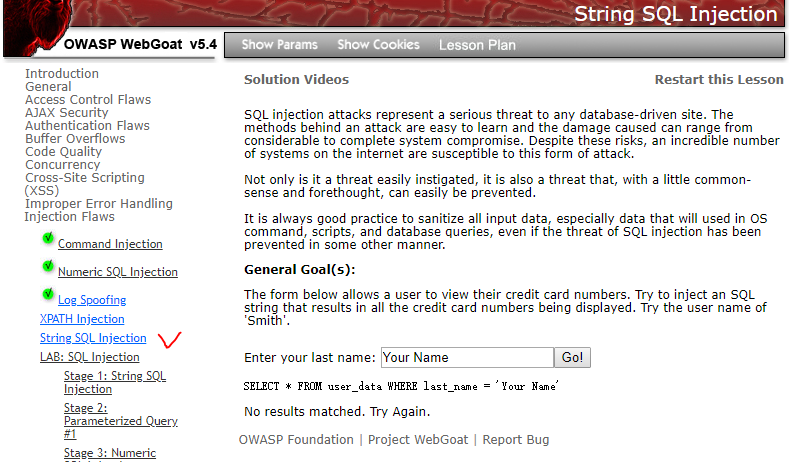 String SQL Injection
OWASP WebGoat v5.4
Show Params Show Cookies Lesson Plan
Introduction
General
Access Control Flaws
AJAX Security
Authentication Flaws
Buffer Overflows
Code Quality
Concurrency
Cross-Site Scripting
(XSS)
Improper Error Handling
Injection Flaws
Command Injection
Numeric SQL Injection
Log Spoofing
XPATH Injection
String SQL Injection
LAB: SQL Injection
Stage 1: String SQL
Injection
Stage 2:
Parameterized Query
#1
Stage 3: Numeric
Solution Videos Restart this Lesson
SQL injection attacks represent a serious threat to any database-driven site. The
methods behind an attack are easy to learn and the damage caused can range from
considerable to complete system compromise. Despite these risks, an incredible number
of systems on the internet are susceptible to this form of attack.
Not only is it a threat easily instigated, it is also a threat that, with a little common-
sense and forethought, can easily be prevented.
It is always good practice to sanitize all input data, especially data that will used in OS
command, scripts, and database queries, even if the threat of SQL injection has been
prevented in some other manner.
General Goal(s):
The form below allows a user to view their credit card numbers. Try to inject an SQL
string that results in all the credit card numbers being displayed. Try the user name of
'Smith'.
Enter your last name: Your Name Go!
SELECT * FROM user_data WHERE last_name = 'Your Name'
No results matched. Try Again.
OWASP Foundation | Project WebGoat | Report Bug